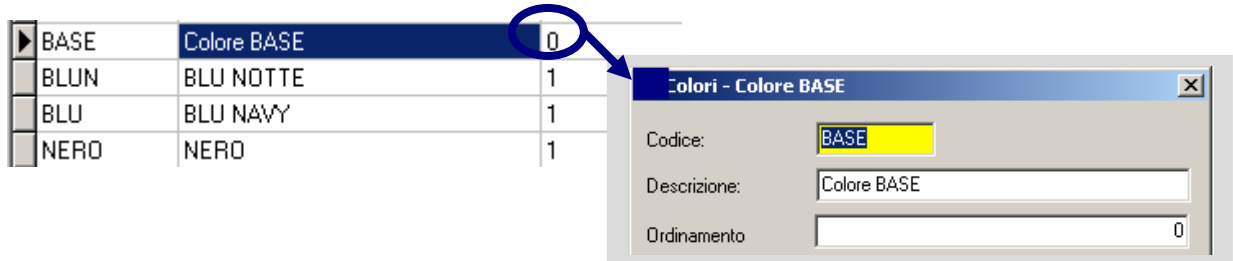 BASE Colore BASE 0
BLUN BLU NOTTE 1
BLU BLU NAVY 1
NERO NERO 1
Colori - Colore BASE
Codice: BASE
Descrizione: Colore BASE
Ordinamento 0